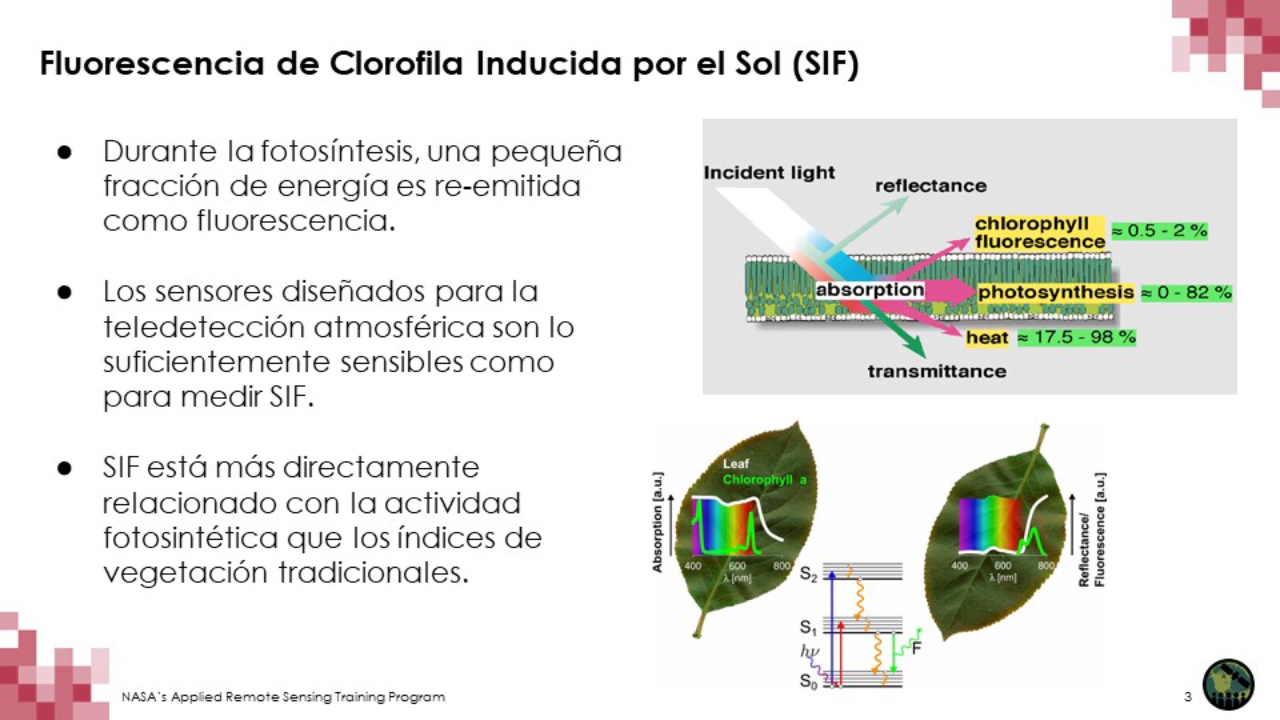 Fluorescencia de Clorofila Inducida por el Sol (SIF)
● Durante la fotosíntesis, una pequeña
fracción de energía es re-emitida
como fluorescencia.
● Los sensores diseñados para la
teledetección atmosférica son lo
suficientemente sensibles como
para medir SIF.
● SIF está más directamente
relacionado con la actividad
fotosintética que los índices de
vegetación tradicionales.
Incident light
reflectance
chlorophyll
fluorescence ≈ 0.5 - 2 %
absorption
photosynthesis ≈ 0 - 82 %
heat ≈ 17.5 - 98 %
transmittance
Absorption [a.u.]
Leaf
Chlorophyll a
400 600 800
λ [nm]
400 600 800
λ [nm]
Reflectance/
Fluorescence [a.u.]
S2
S1
hν
F
S0
NASA's Applied Remote Sensing Training Program
3